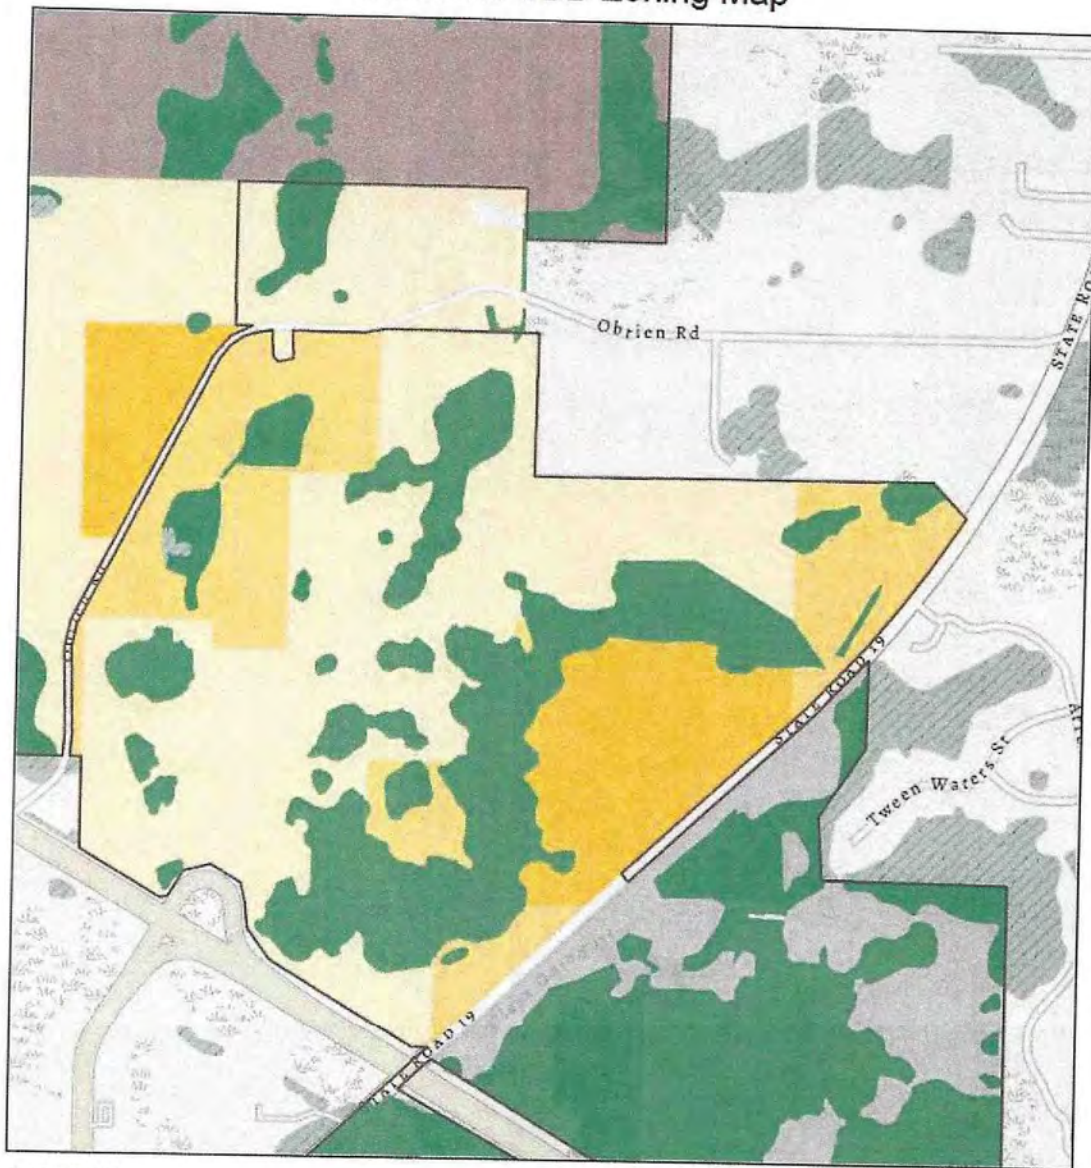 Zoning Map
Obrien Rd
STATE RO
STATE ROAD 19
Tween Waters St
STATE ROAD 19